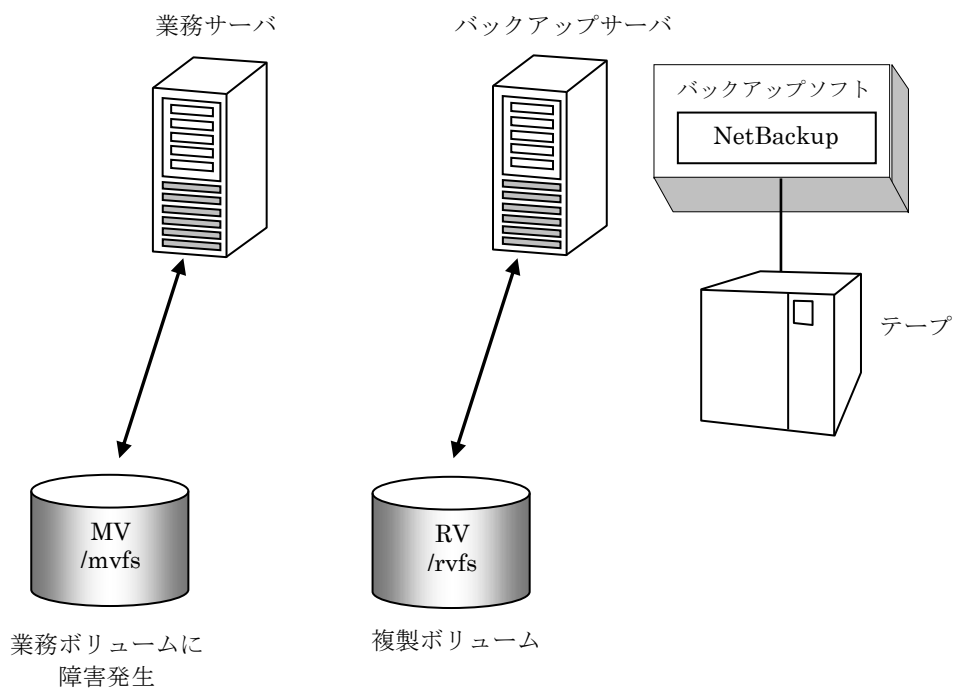 業務サーバ
バックアップサーバ
バックアップソフト
NetBackup
テープ
MV
/mvfs
RV
/rvfs
業務ボリュームに
障害発生
複製ボリューム